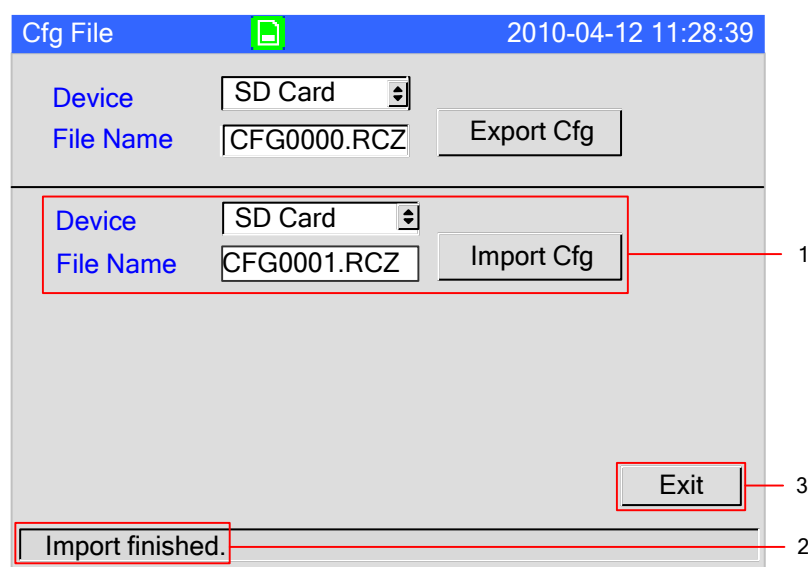 Cfg File 2010-04-12 11:28:39
Device SD Card
File Name CFG0000.RCZ Export Cfg
Device SD Card
File Name CFG0001.RCZ Import Cfg 1
Exit 3
Import finished. 2